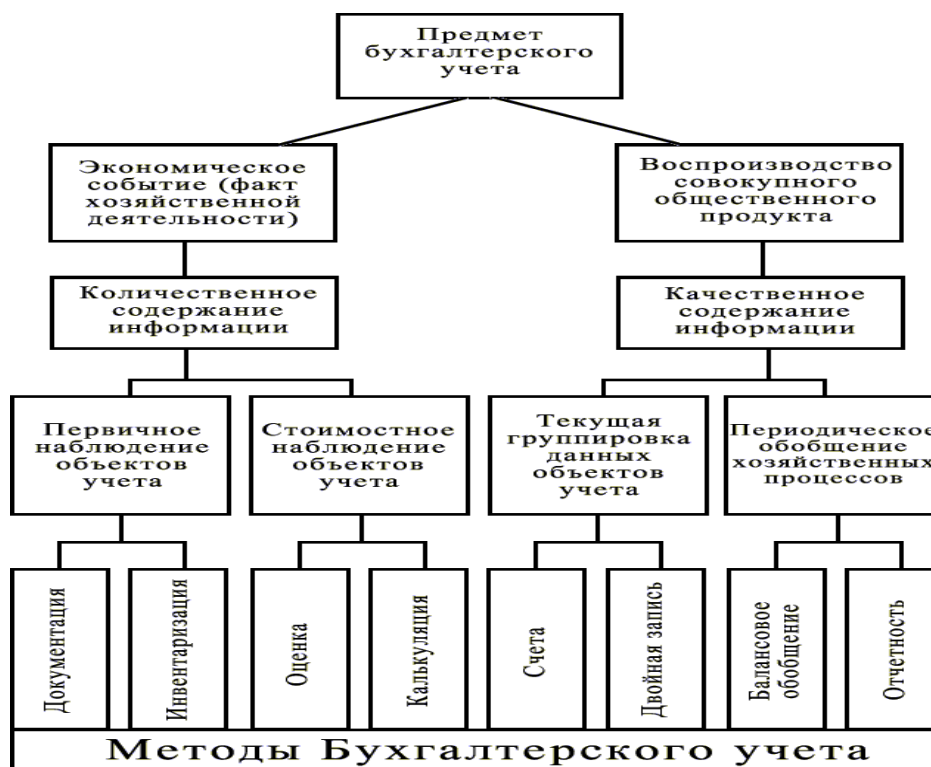 Предмет
бухгалтерского
учета
Экономическое
событие (факт
хозяйственной
деятельности)
Воспроизводство
совокупного
общественного
продукта
Количественное
содержание
информации
Качественное
содержание
информации
Первичное
наблюдение
объектов
учета
Стоимостное
наблюдение
объектов
учета
Текущая
группировка
данных
объектов
учета
Периодическое
обобщение
хозяйственных
процессов
Документация
Инвентаризация
Оценка
Калькуляция
Счета
Двойная запись
Балансовое
обобщение
Отчетность
Методы Бухгалтерского учета